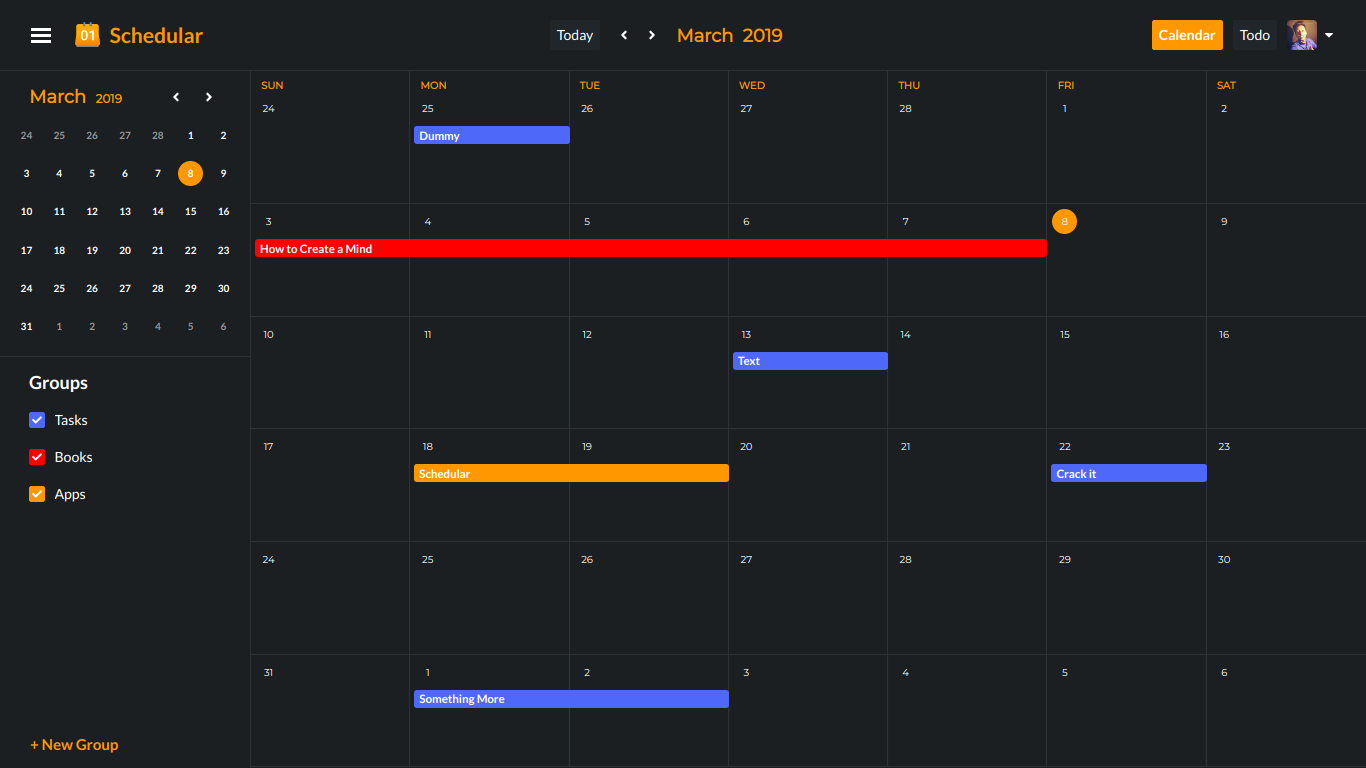 01 Schedular
Today
March 2019
Calendar
Todo
March 2019
24 25 26 27 28 1 2
3 4 5 6 7 8 9
10 11 12 13 14 15 16
17 18 19 20 21 22 23
24 25 26 27 28 29 30
31 1 2 3 4 5 6
Groups
Tasks
Books
Apps
+ New Group
SUN MON TUE WED THU FRI SAT
24 25 26 27 28 1 2
Dummy
3 4 5 6 7 8 9
How to Create a Mind
10 11 12 13 14 15 16
Text
17 18 19 20 21 22 23
Schedular Crack it
24 25 26 27 28 29 30
31 1 2 3 4 5 6
Something More